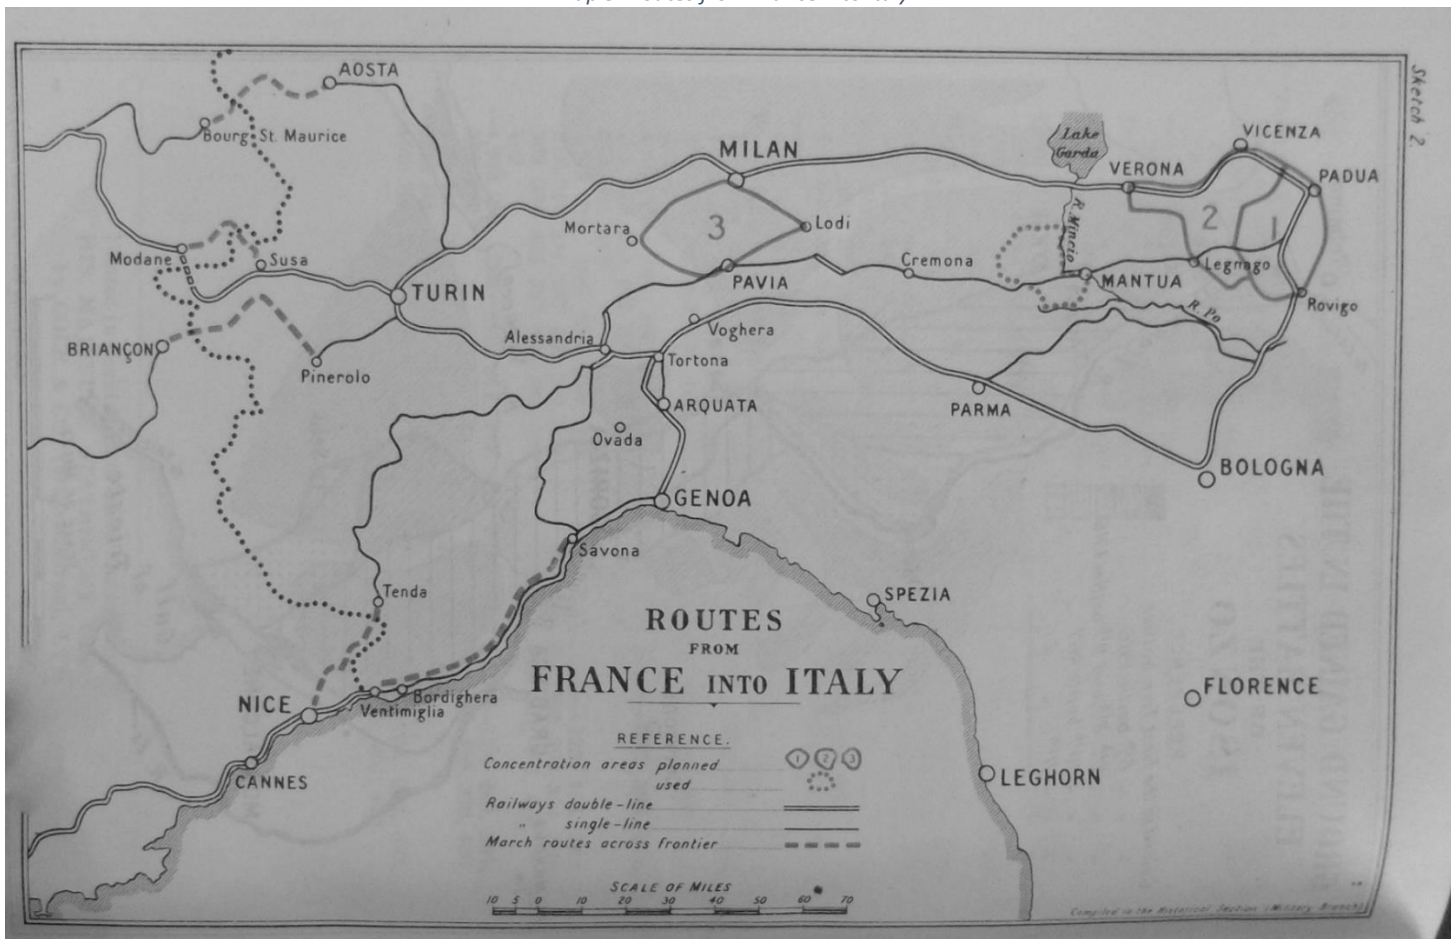 Sketch 2
AOSTA
Bourg St. Maurice
MILAN
Lake
Garda
VERONA
VICENZA
PADUA
Mortara
3
Lodi
R. Mincio
2
1
Modane
Susa
TURIN
PAVIA
Cremona
MANTUA
Legnago
R. Po
Rovigo
BRIANÇON
Pinerolo
Alessandria
Voghera
Tortona
ARQUATA
Ovada
PARMA
BOLOGNA
GENOA
Savona
Tenda
SPEZIA
NICE
Ventimiglia
Bordighera
CANNES
FLORENCE
LEGHORN
ROUTES
FROM
FRANCE INTO ITALY
REFERENCE.
Concentration areas planned 1 2 3
used
Railways double-line
" single-line
March routes across frontier
SCALE OF MILES
10 5 0 10 20 30 40 50 60 70
Compiled in the Historical Section (Military Branch)